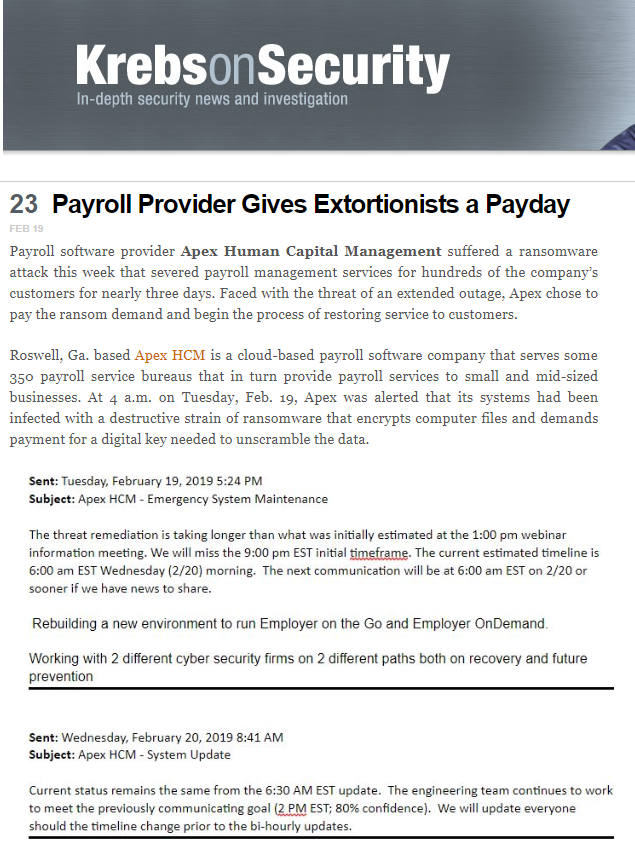 KrebsonSecurity
In-depth security news and investigation
23 Payroll Provider Gives Extortionists a Payday
FEB 19
Payroll software provider Apex Human Capital Management suffered a ransomware
attack this week that severed payroll management services for hundreds of the company's
customers for nearly three days. Faced with the threat of an extended outage, Apex chose to
pay the ransom demand and begin the process of restoring service to customers.
Roswell, Ga. based Apex HCM is a cloud-based payroll software company that serves some
350 payroll service bureaus that in turn provide payroll services to small and mid-sized
businesses. At 4 a.m. on Tuesday, Feb. 19, Apex was alerted that its systems had been
infected with a destructive strain of ransomware that encrypts computer files and demands
payment for a digital key needed to unscramble the data.
Sent: Tuesday, February 19, 2019 5:24 PM
Subject: Apex HCM - Emergency System Maintenance
The threat remediation is taking longer than what was initially estimated at the 1:00 pm webinar
information meeting. We will miss the 9:00 pm EST initial timeframe. The current estimated timeline is
6:00 am EST Wednesday (2/20) morning. The next communication will be at 6:00 am EST on 2/20 or
sooner if we have news to share.
Rebuilding a new environment to run Employer on the Go and Employer OnDemand.
Working with 2 different cyber security firms on 2 different paths both on recovery and future
prevention
Sent: Wednesday, February 20, 2019 8:41 AM
Subject: Apex HCM - System Update
Current status remains the same from the 6:30 AM EST update. The engineering team continues to work
to meet the previously communicating goal (2 PM EST; 80% confidence). We will update everyone
should the timeline change prior to the bi-hourly updates.